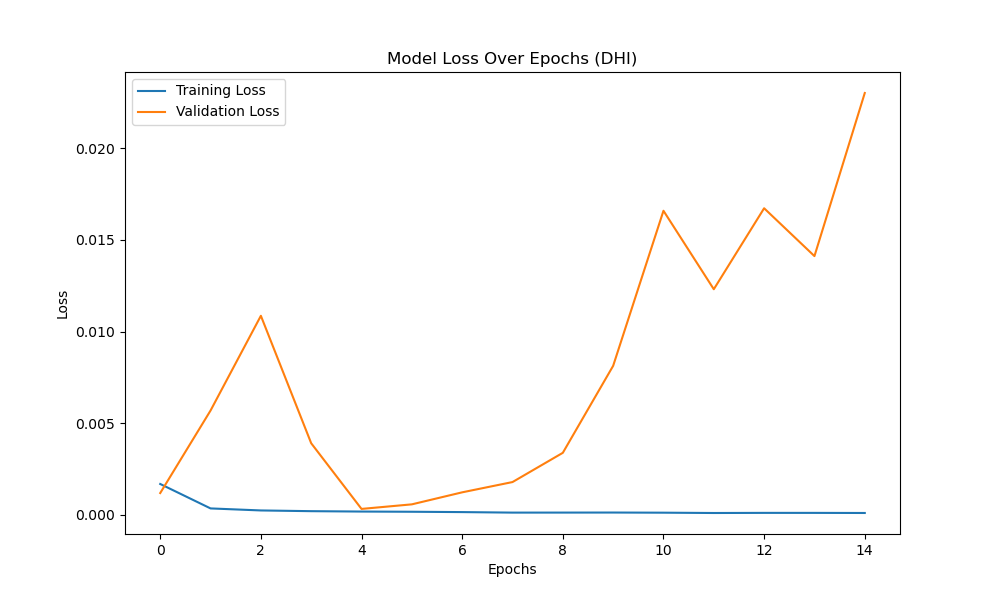 Model Loss Over Epochs (DHI)
Training Loss
Validation Loss
0.020
0.015
0.010
0.005
0.000
Loss
0 2 4 6 8 10 12 14
Epochs